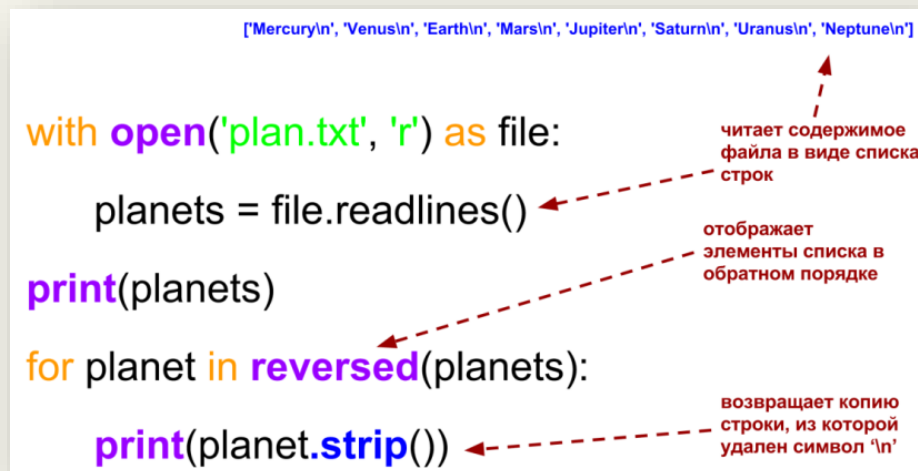 ['Mercury\n', 'Venus\n', 'Earth\n', 'Mars\n', 'Jupiter\n', 'Saturn\n', 'Uranus\n', 'Neptune\n']
with open('plan.txt', 'r') as file:
читает содержимое
файла в виде списка
строк
planets = file.readlines()
отображает
элементы списка в
обратном порядке
print(planets)
for planet in reversed(planets):
возвращает копию
строки, из которой
удален символ ‘\n’
print(planet.strip())